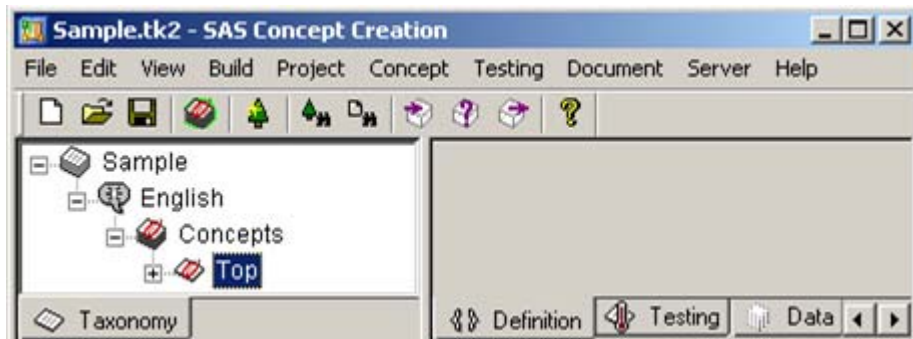 Sample.tk2 - SAS Concept Creation
File Edit View Build Project Concept Testing Document Server Help
Sample
English
Concepts
Top
Taxonomy
Definition Testing Data